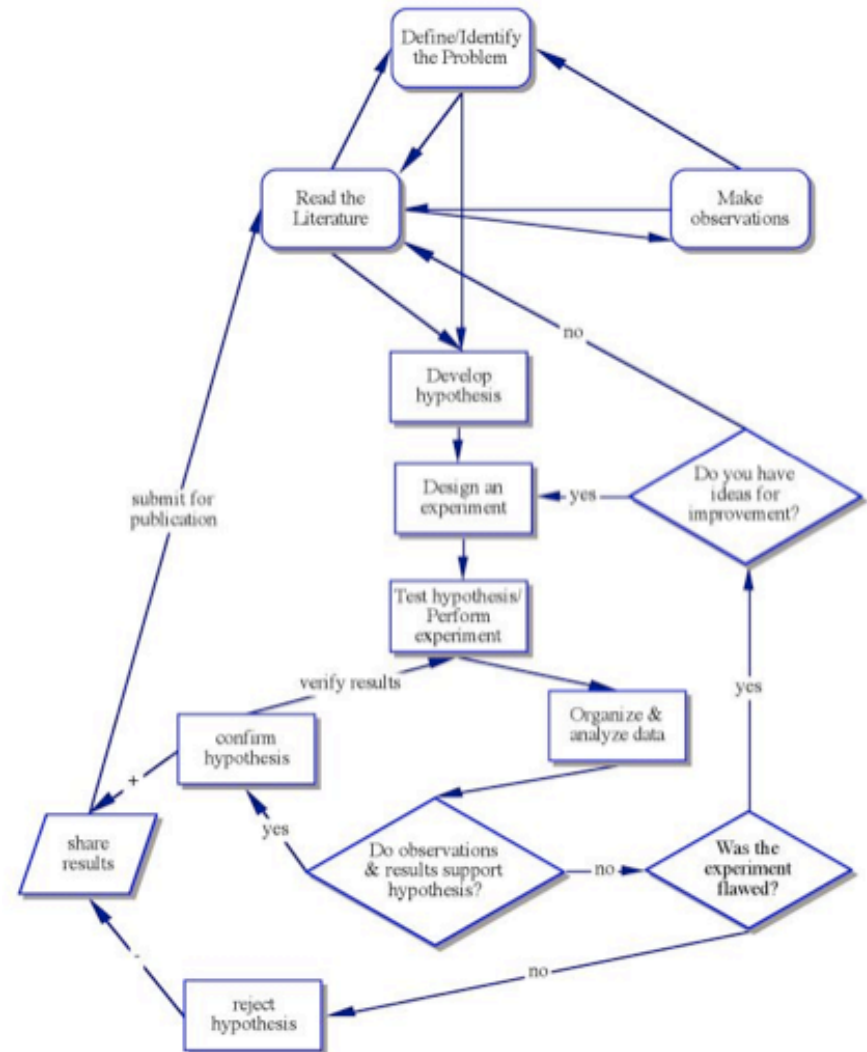 Define/Identify
the Problem
Read the
Literature
Make
observations
no
Develop
hypothesis
Do you have
ideas for
improvement?
submit for
publication
Design an
experiment
yes
Test hypothesis/
Perform
experiment
verify results
yes
Organize &
analyze data
confirm
hypothesis
+
yes
share
results
Do observations
& results support
hypothesis?
no
Was the
experiment
flawed?
-
no
reject
hypothesis